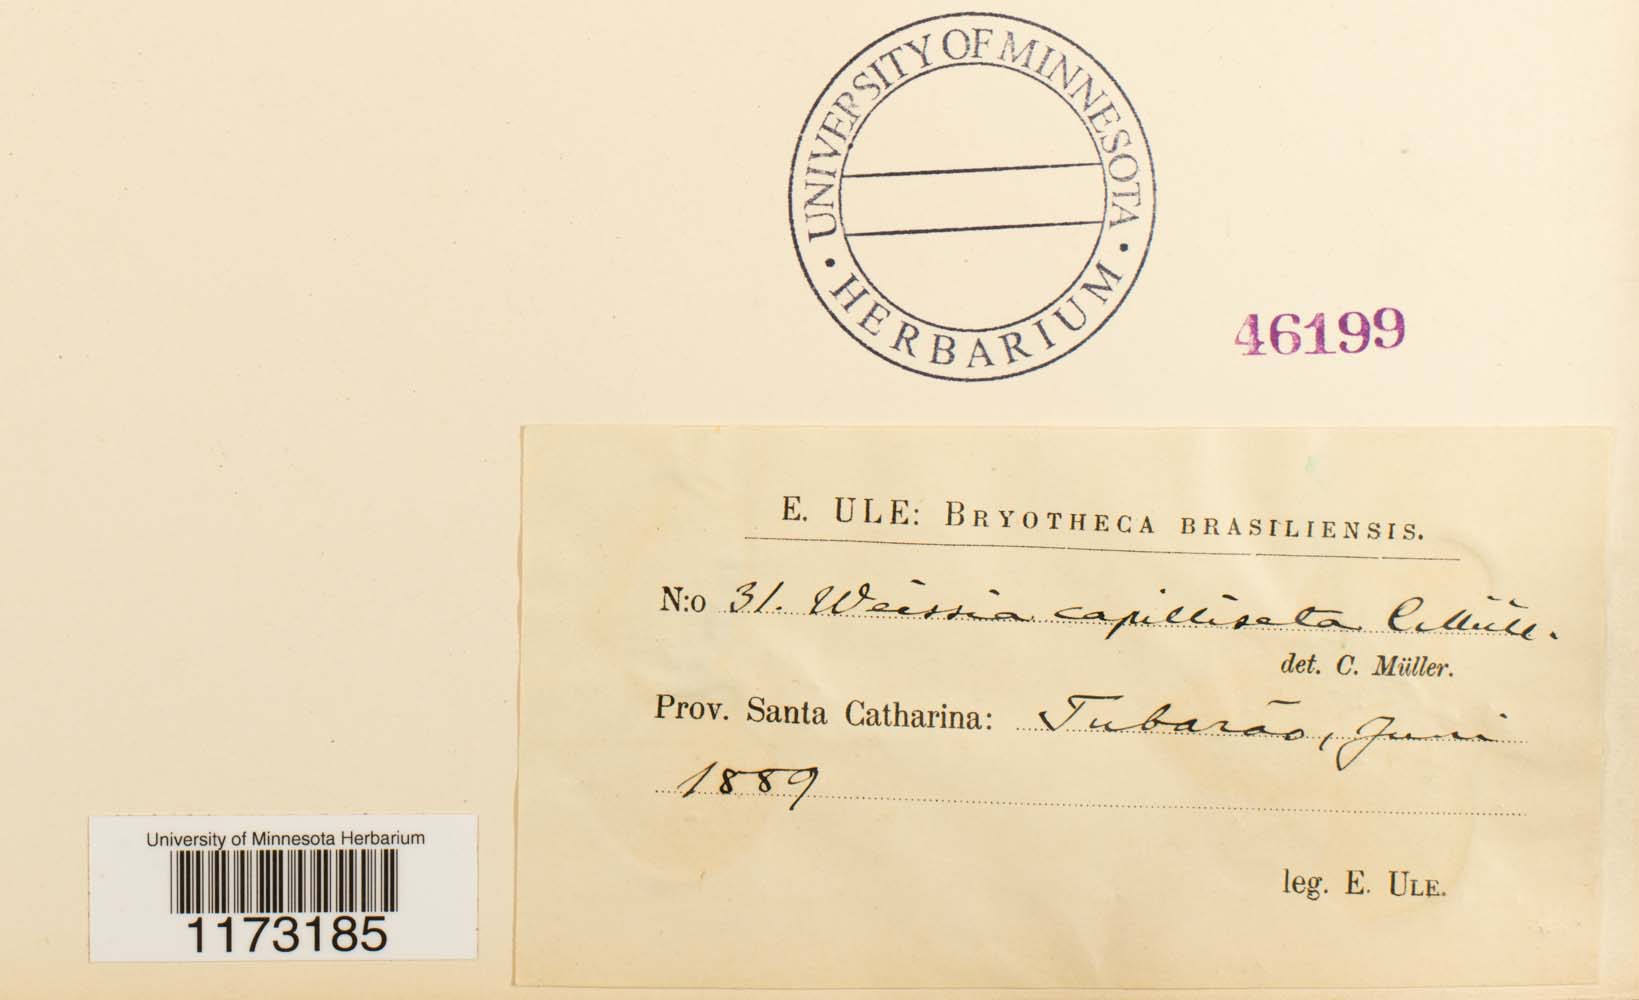 UNIVERSITY OF MINNESOTA
• HERBARIUM •
46199
E. ULE: BRYOTHECA BRASILIENSIS.
N:o 31. Weissia capilliseta C. Müll.
det. C. Müller.
Prov. Santa Catharina: Tubarão, Juni
1889
leg. E. ULE.
University of Minnesota Herbarium
1173185